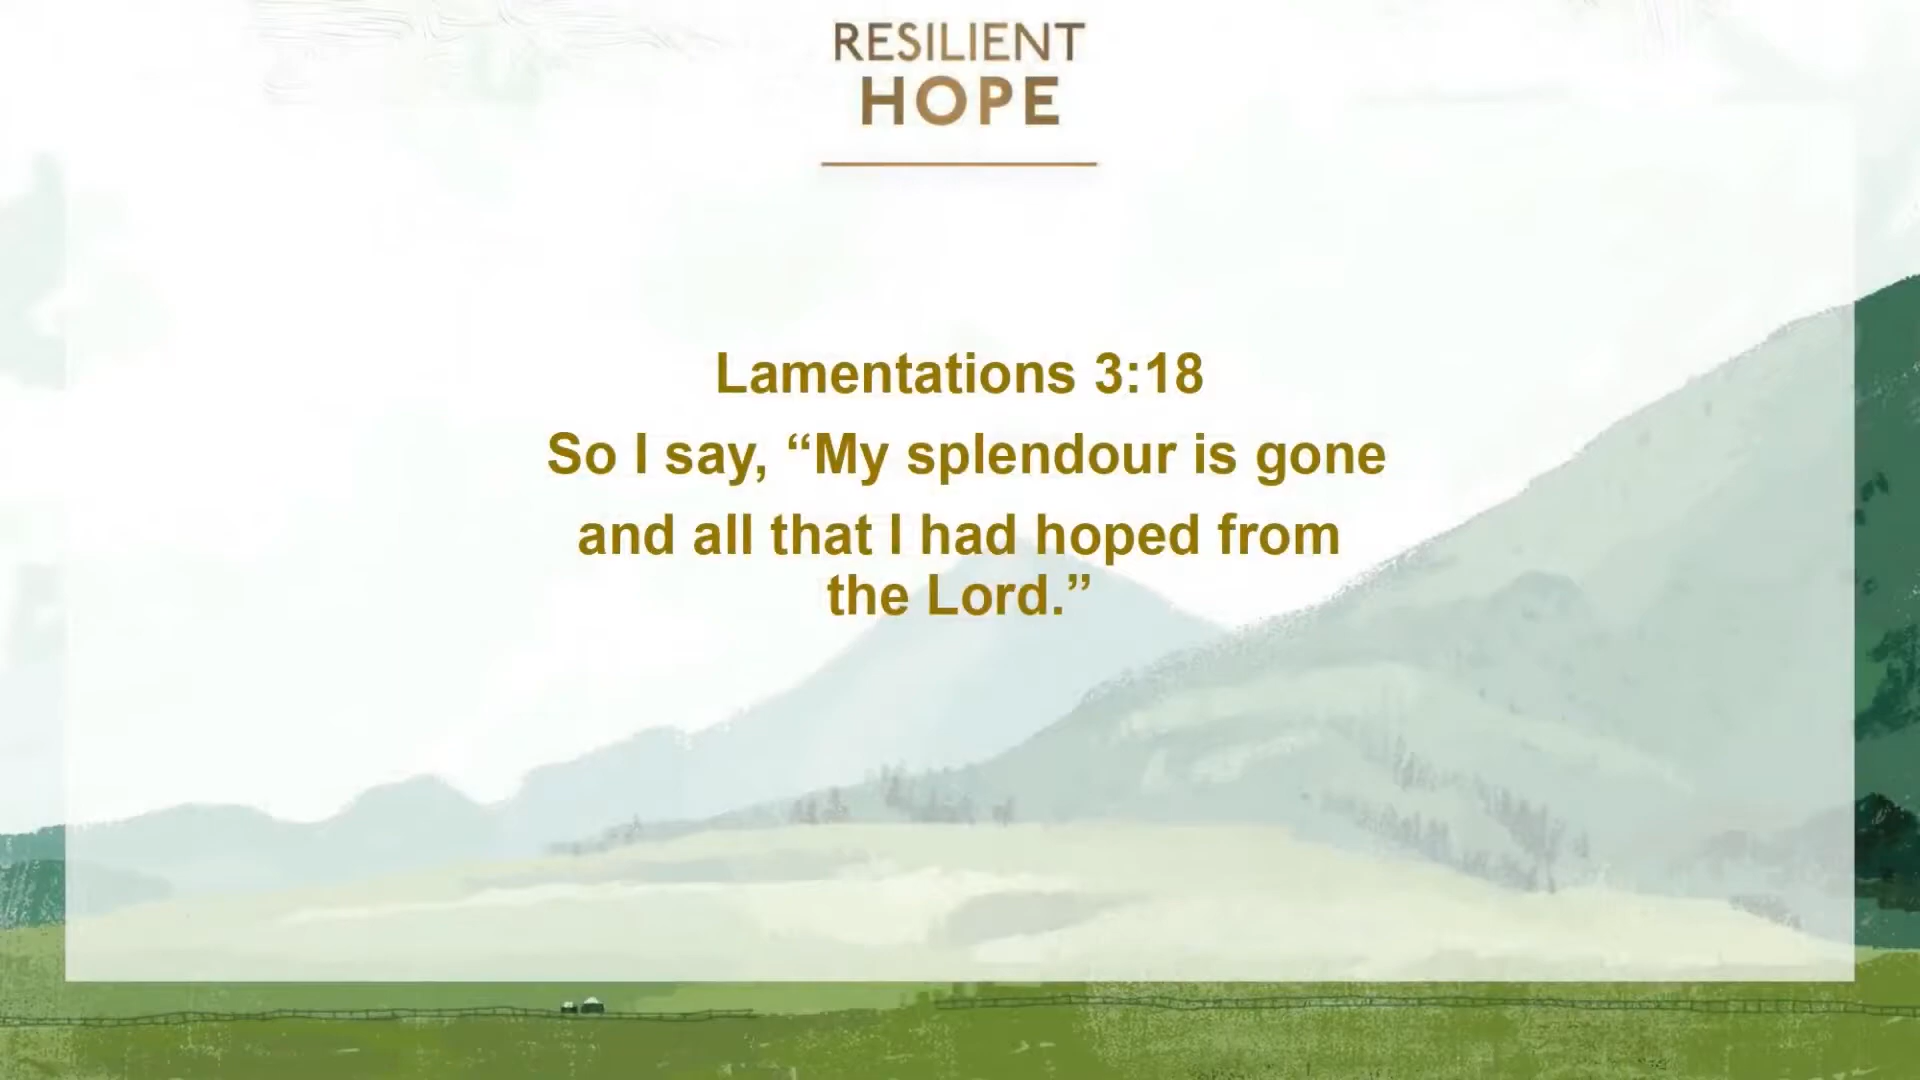 RESILIENT
HOPE
Lamentations 3:18
So I say, “My splendour is gone
and all that I had hoped from
the Lord.”